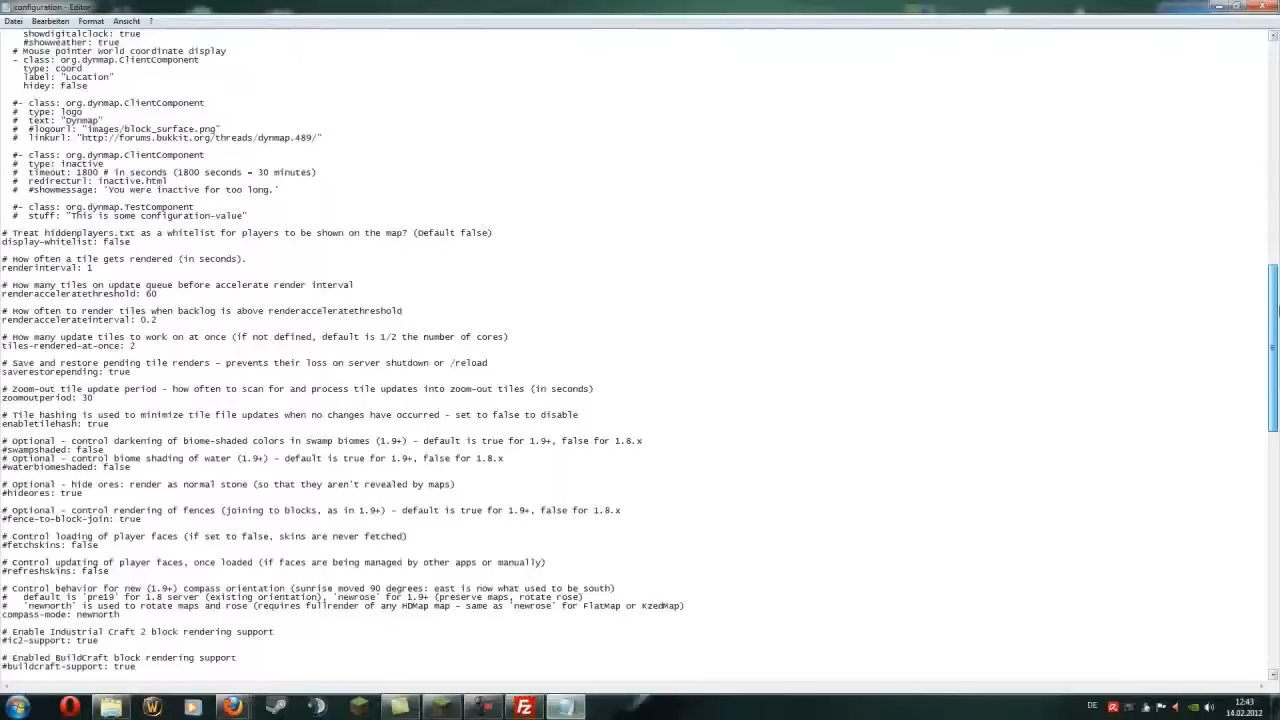 configuration - Editor
Datei Bearbeiten Format Ansicht ?
showdigitalclock: true
#showweather: true
# Mouse pointer world coordinate display
- class: org.dynmap.ClientComponent
type: coord
label: "Location"
hidey: false
#- class: org.dynmap.ClientComponent
# type: logo
# text: "Dynmap"
# #logourl: "images/block_surface.png"
# linkurl: "http://forums.bukkit.org/threads/dynmap.489/"
#- class: org.dynmap.ClientComponent
# type: inactive
# timeout: 1800 # in seconds (1800 seconds = 30 minutes)
# redirecturl: inactive.html
# #showmessage: 'You were inactive for too long.'
#- class: org.dynmap.TestComponent
# stuff: "This is some configuration-value"
# Treat hiddenplayers.txt as a whitelist for players to be shown on the map? (Default false)
display-whitelist: false
# How often a tile gets rendered (in seconds).
renderinterval: 1
# How many tiles on update queue before accelerate render interval
renderacceleratethreshold: 60
# How often to render tiles when backlog is above renderacceleratethreshold
renderaccelerateinterval: 0.2
# How many update tiles to work on at once (if not defined, default is 1/2 the number of cores)
tiles-rendered-at-once: 2
# Save and restore pending tile renders - prevents their loss on server shutdown or /reload
saverestorepending: true
# Zoom-out tile update period - how often to scan for and process tile updates into zoom-out tiles (in seconds)
zoomoutperiod: 30
# Tile hashing is used to minimize tile file updates when no changes have occurred - set to false to disable
enabletilehash: true
# Optional - control darkening of biome-shaded colors in swamp biomes (1.9+) - default is true for 1.9+, false for 1.8.x
#swampshaded: false
# Optional - control biome shading of water (1.9+) - default is true for 1.9+, false for 1.8.x
#waterbiomeshaded: false
# Optional - hide ores: render as normal stone (so that they aren't revealed by maps)
#hideores: true
# Optional - control rendering of fences (joining to blocks, as in 1.9+) - default is true for 1.9+, false for 1.8.x
#fence-to-block-join: true
# Control loading of player faces (if set to false, skins are never fetched)
#fetchskins: false
# Control updating of player faces, once loaded (if faces are being managed by other apps or manually)
#refreshskins: false
# Control behavior for new (1.9+) compass orientation (sunrise moved 90 degrees: east is now what used to be south)
# default is 'pre19' for 1.8 server (existing orientation), 'newrose' for 1.9+ (preserve maps, rotate rose)
# 'newnorth' is used to rotate maps and rose (requires fullrender of any HDMap map - same as 'newrose' for FlatMap or KzedMap)
compass-mode: newnorth
# Enable Industrial Craft 2 block rendering support
#ic2-support: true
# Enabled BuildCraft block rendering support
#buildcraft-support: true
DE
12:43
14.02.2012